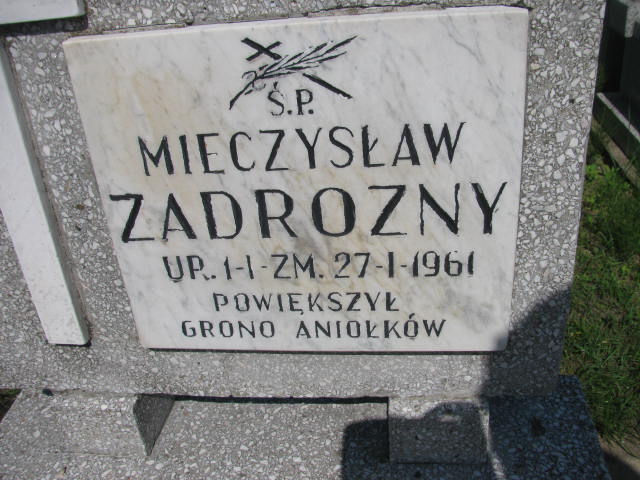 Ś.P.
MIECZYSŁAW
ZADROZNY
UR. 1-I-ZM. 27-I-1961
POWIĘKSZYŁ
GRONO ANIOŁKÓW